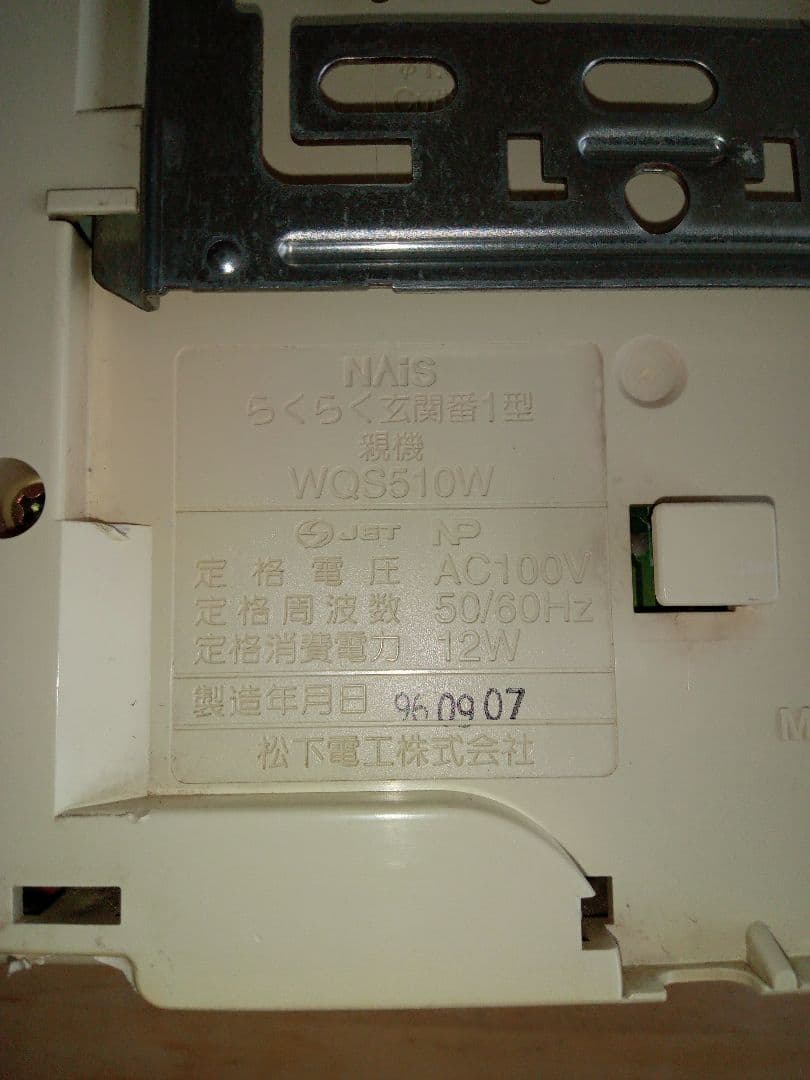 NAiS
らくらく玄関番1型
親機
WQS510W
JET NP
定格電圧 AC100V
定格周波数 50/60Hz
定格消費電力 12W
製造年月日 96 09 07
松下電工株式会社
M